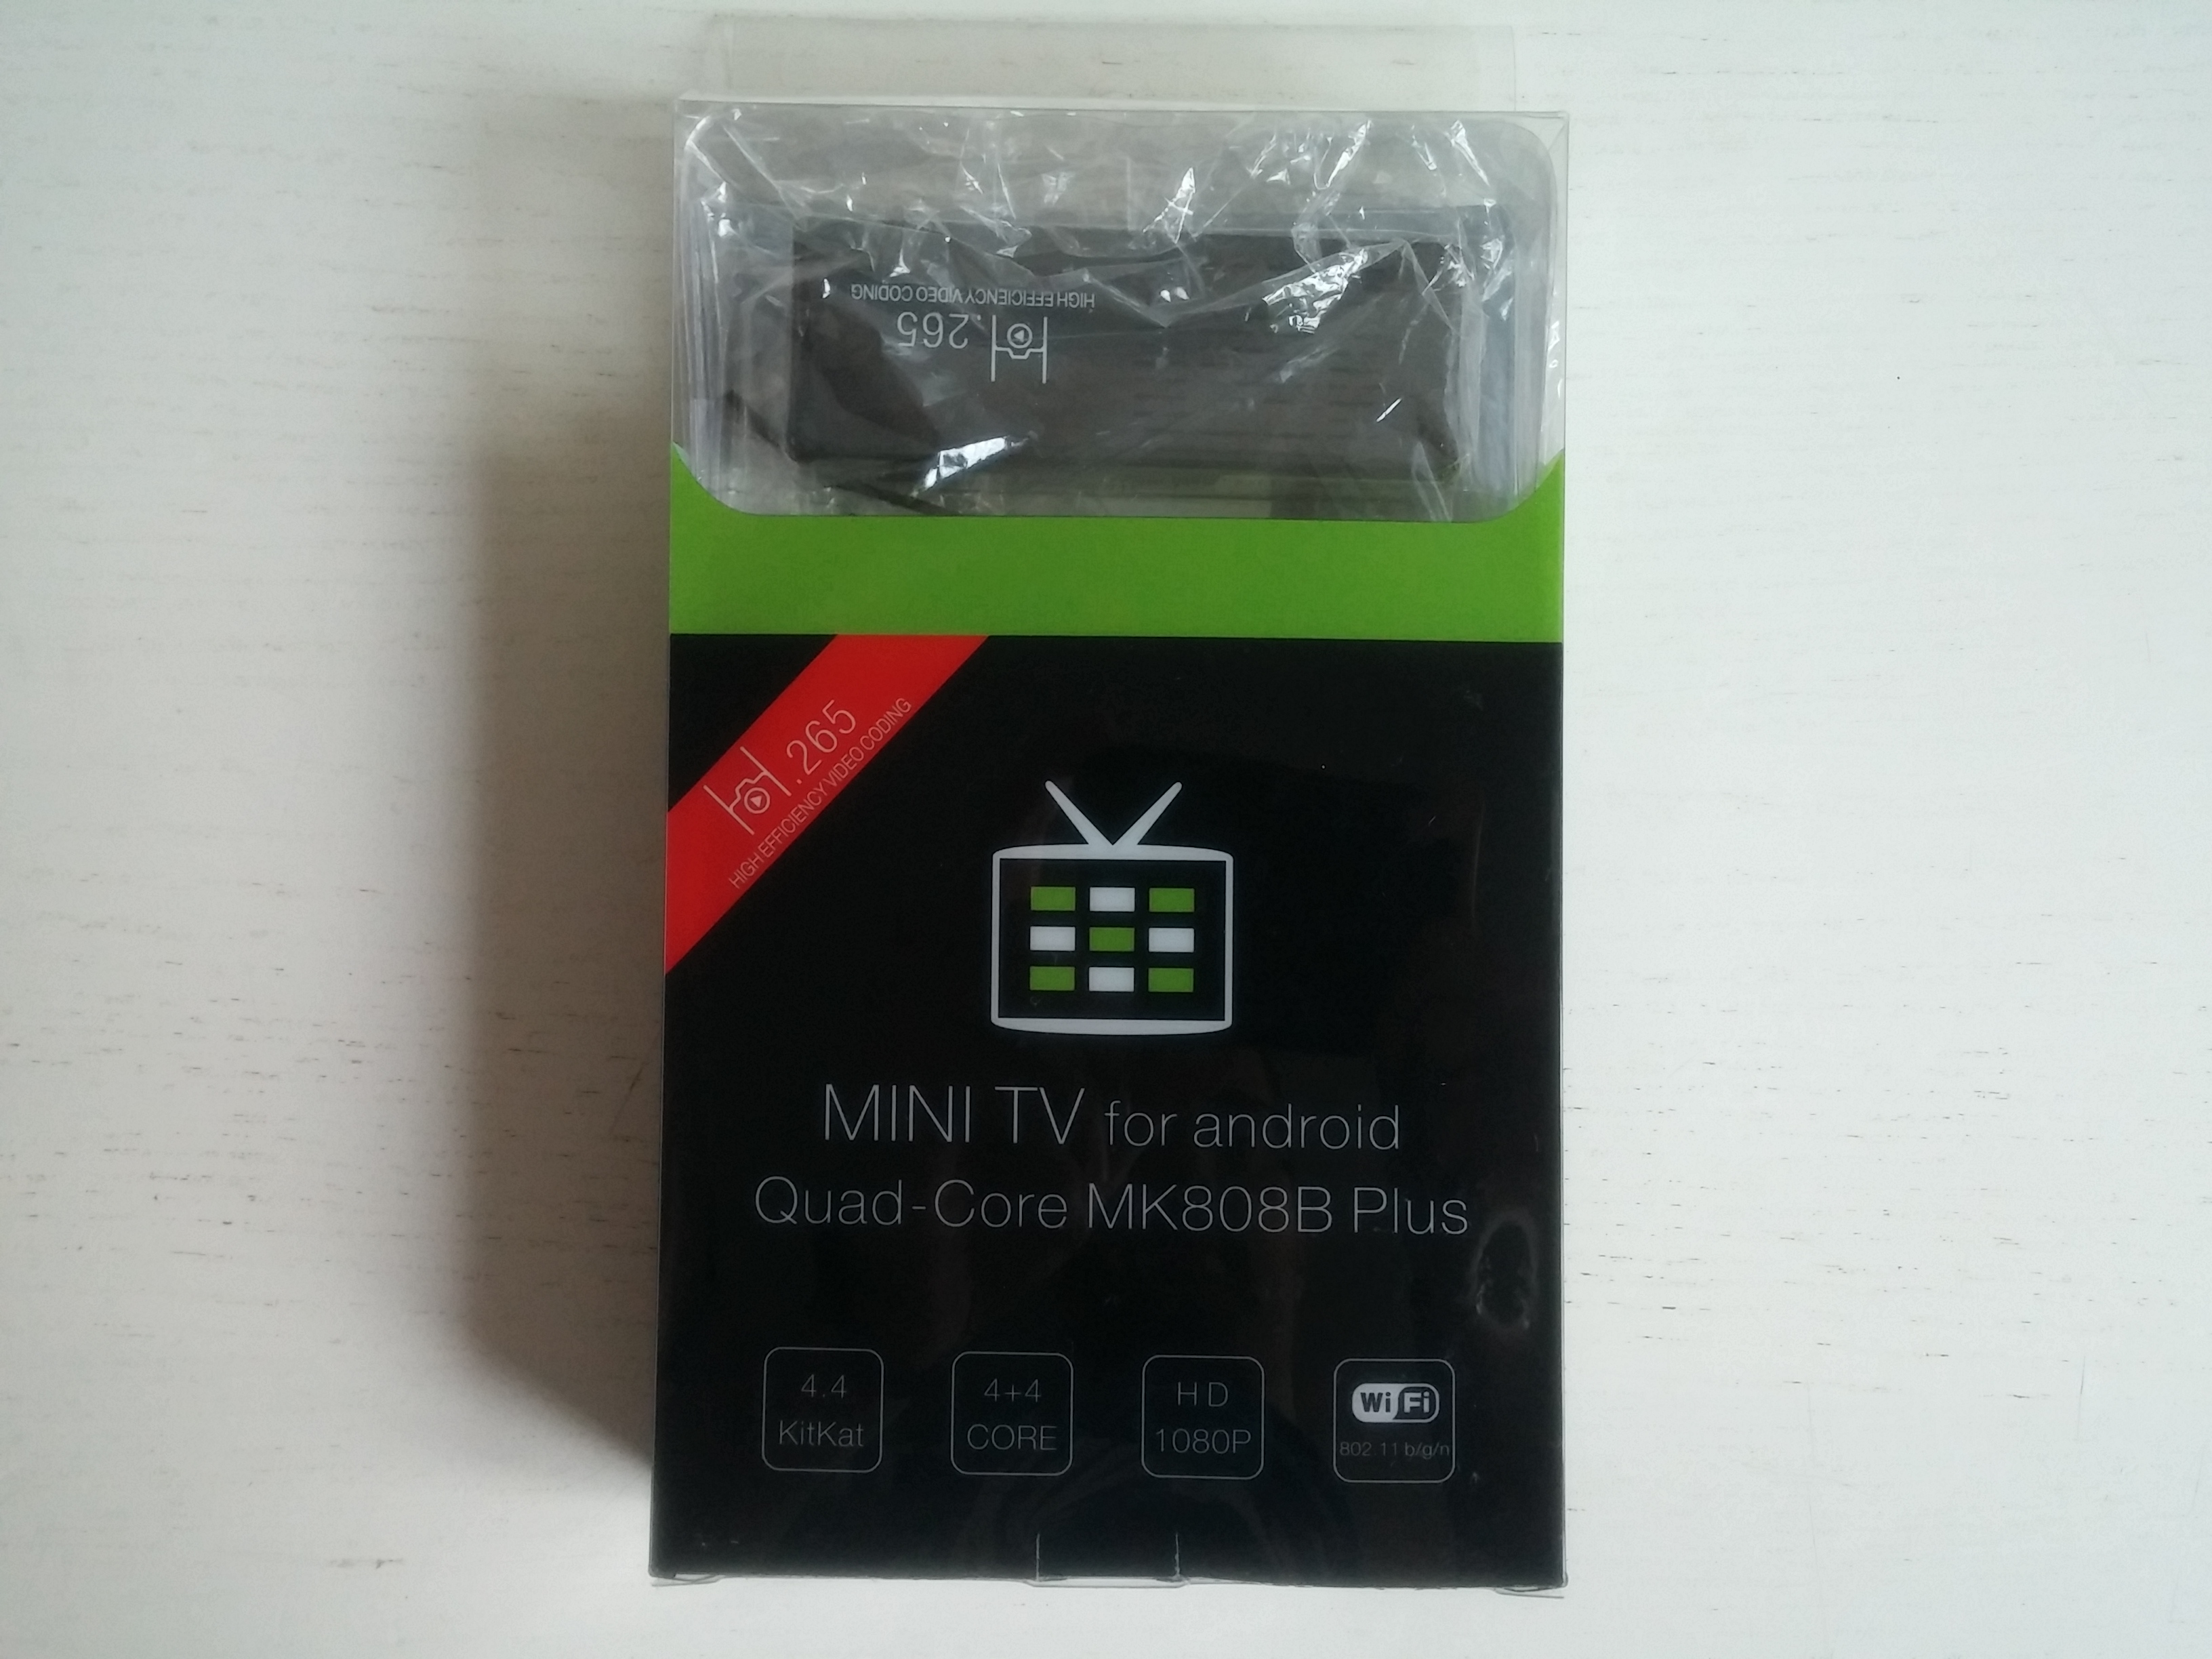 HIGH EFFICIENCY VIDEO CODING
H.265
H.265
HIGH EFFICIENCY VIDEO CODING
MINI TV for android
Quad-Core MK808B Plus
4.4
KitKat
4+4
CORE
HD
1080P
WiFi
802 11 b/g/n